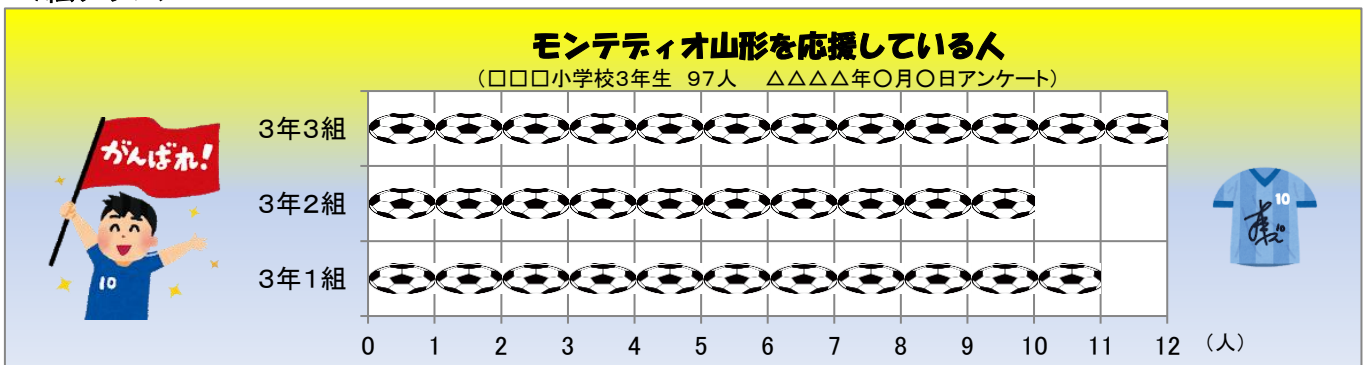 モンテディオ山形を応援している人
（□□□小学校3年生　97人　　△△△△年〇月〇日アンケート）
がんばれ！
3年3組
3年2組
3年1組
10
10
0 1 2 3 4 5 6 7 8 9 10 11 12 （人）